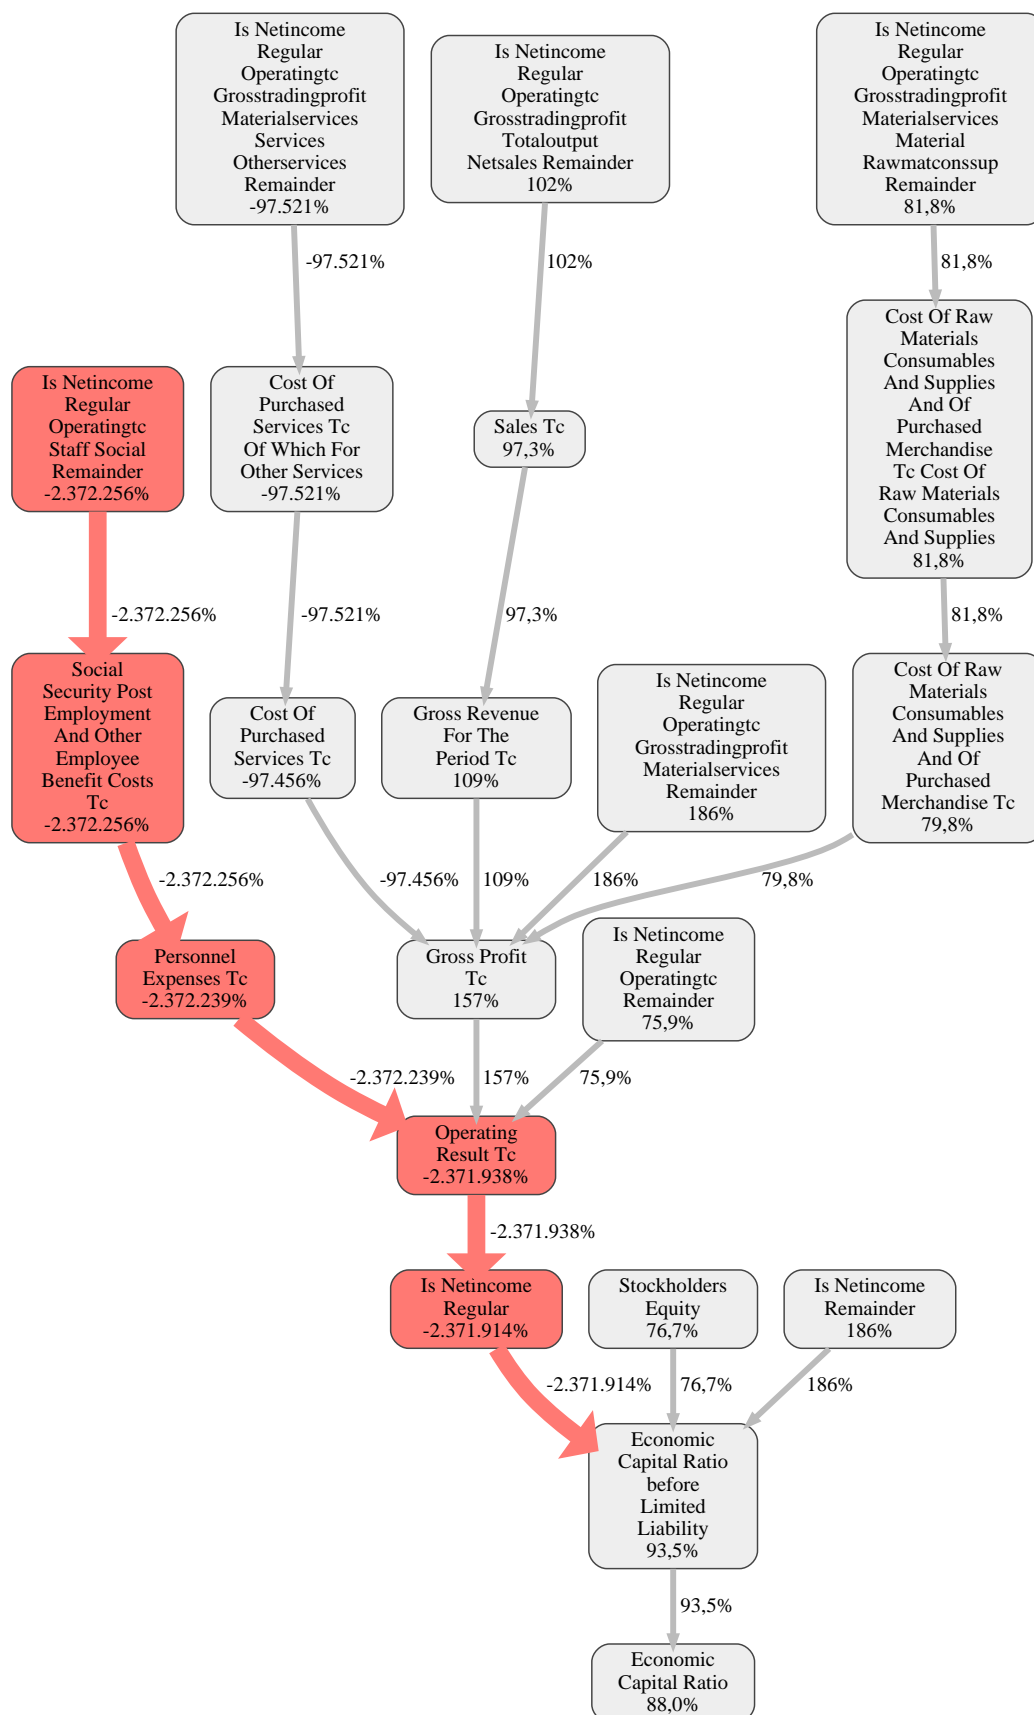 Is Netincome
Regular
Operatingtc
Grosstradingprofit
Materialservices
Services
Otherservices
Remainder
-97.521%
Is Netincome
Regular
Operatingtc
Grosstradingprofit
Totaloutput
Netsales Remainder
102%
Is Netincome
Regular
Operatingtc
Grosstradingprofit
Materialservices
Material
Rawmatconssup
Remainder
81,8%
-97.521%
102%
81,8%
Is Netincome
Regular
Operatingtc
Staff Social
Remainder
-2.372.256%
Cost Of
Purchased
Services Tc
Of Which For
Other Services
-97.521%
Sales Tc
97,3%
Cost Of Raw
Materials
Consumables
And Supplies
And Of
Purchased
Merchandise
Tc Cost Of
Raw Materials
Consumables
And Supplies
81,8%
-2.372.256%
-97.521%
97,3%
81,8%
Social
Security Post
Employment
And Other
Employee
Benefit Costs
Tc
-2.372.256%
Cost Of
Purchased
Services Tc
-97.456%
Gross Revenue
For The
Period Tc
109%
Is Netincome
Regular
Operatingtc
Grosstradingprofit
Materialservices
Remainder
186%
Cost Of Raw
Materials
Consumables
And Supplies
And Of
Purchased
Merchandise Tc
79,8%
-2.372.256%
-97.456%
109%
186%
79,8%
Personnel
Expenses Tc
-2.372.239%
Gross Profit
Tc
157%
Is Netincome
Regular
Operatingtc
Remainder
75,9%
-2.372.239%
157%
75,9%
Operating
Result Tc
-2.371.938%
-2.371.938%
Is Netincome
Regular
-2.371.914%
Stockholders
Equity
76,7%
Is Netincome
Remainder
186%
-2.371.914%
76,7%
186%
Economic
Capital Ratio
before
Limited
Liability
93,5%
93,5%
Economic
Capital Ratio
88,0%